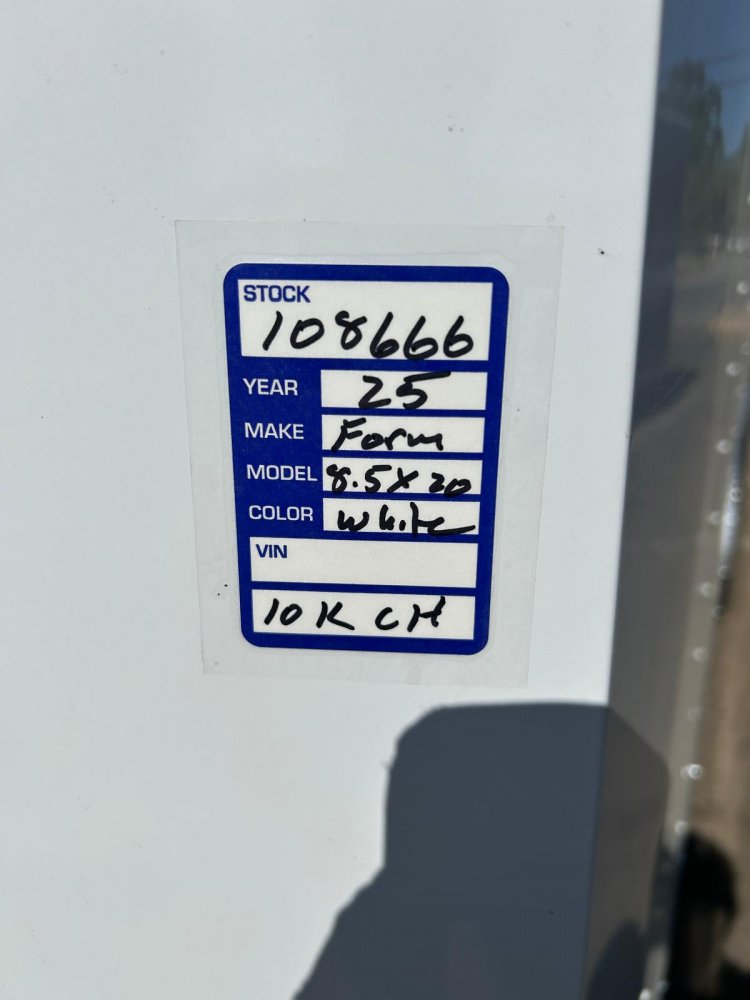 STOCK
108666
YEAR 25
MAKE Form
MODEL 8.5X20
COLOR White
VIN
10K CH